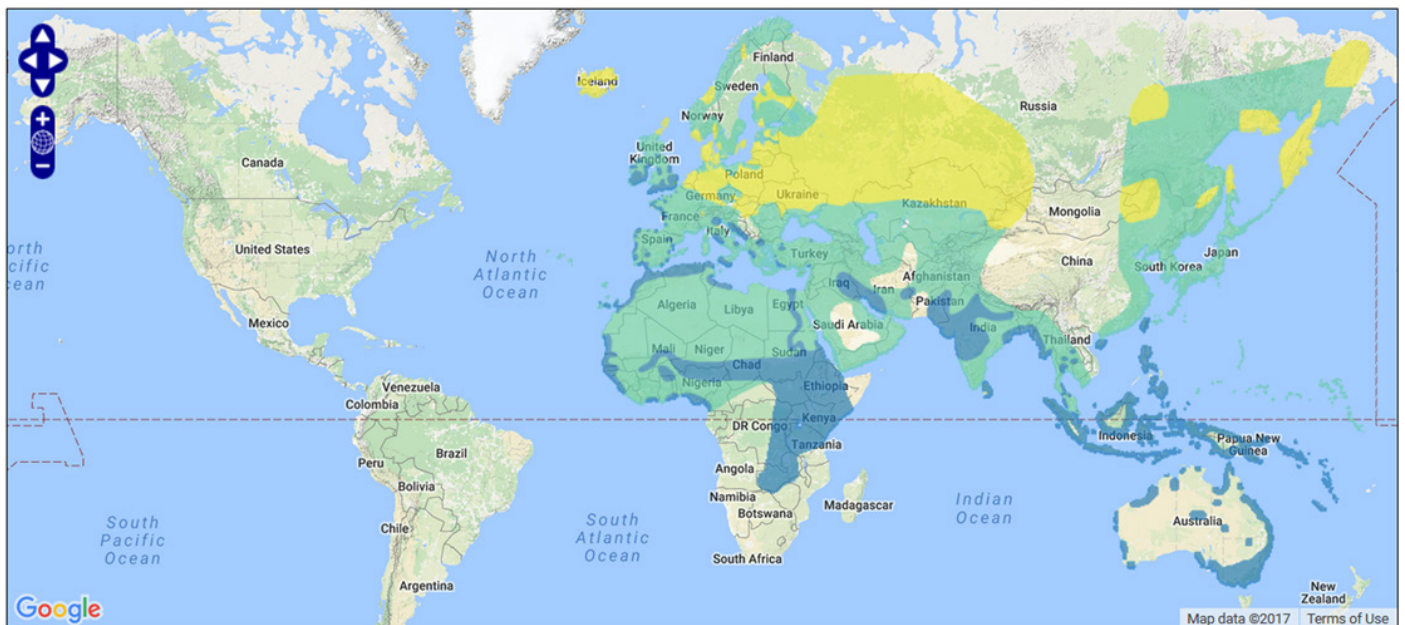 Iceland
Finland
Sweden
Russia
Norway
United
Kingdom
Canada
Poland
Germany
Ukraine
Kazakhstan
France
Mongolia
Italy
United States
Spain
Turkey
Japan
North
Atlantic
Ocean
China
South Korea
Afghanistan
Iraq
Iran
Algeria
Libya
Egypt
Pakistan
Mexico
Saudi Arabia
India
Thailand
Mali
Niger
Sudan
Chad
Nigeria
Ethiopia
Venezuela
Colombia
Kenya
DR Congo
Indonesia
Papua New
Guinea
Tanzania
Brazil
Peru
Angola
Bolivia
Namibia
Madagascar
Botswana
Indian
Ocean
Australia
South
Pacific
Ocean
South
Atlantic
Ocean
Chile
South Africa
Argentina
New
Zealand
Google
Map data ©2017
Terms of Use